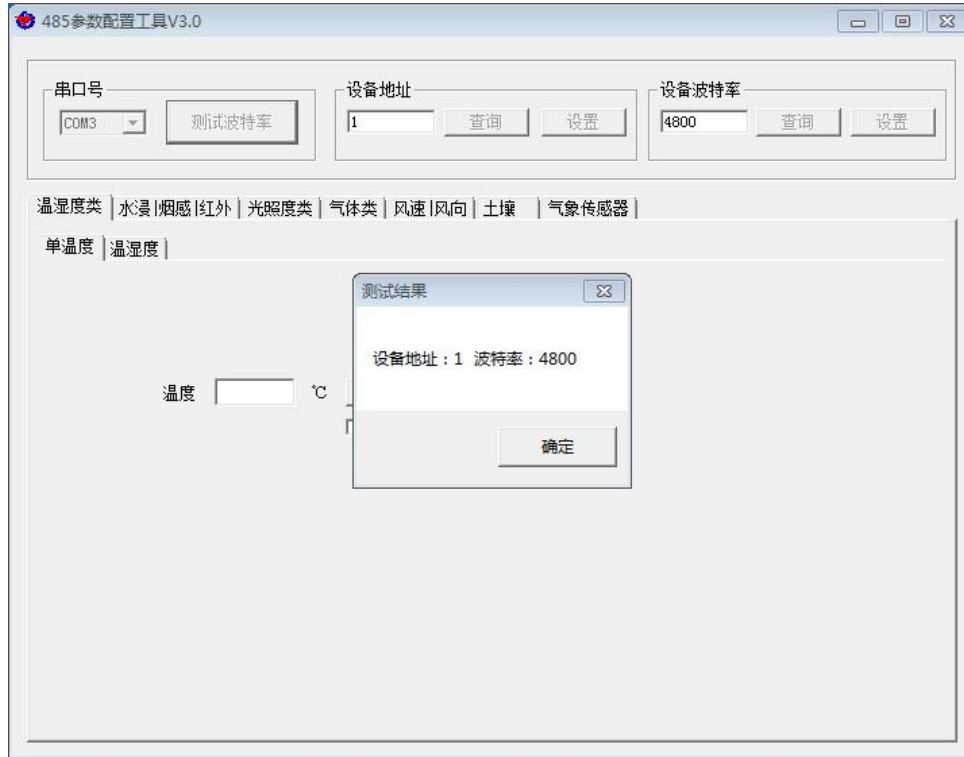 485参数配置工具V3.0
串口号 设备地址 设备波特率
COM3 测试波特率 1 查询 设置 4800 查询 设置
温湿度类 水浸|烟感|红外 光照度类 气体类 风速|风向 土壤 气象传感器
单温度 温湿度
测试结果
设备地址：1 波特率：4800
温度 ℃
确定